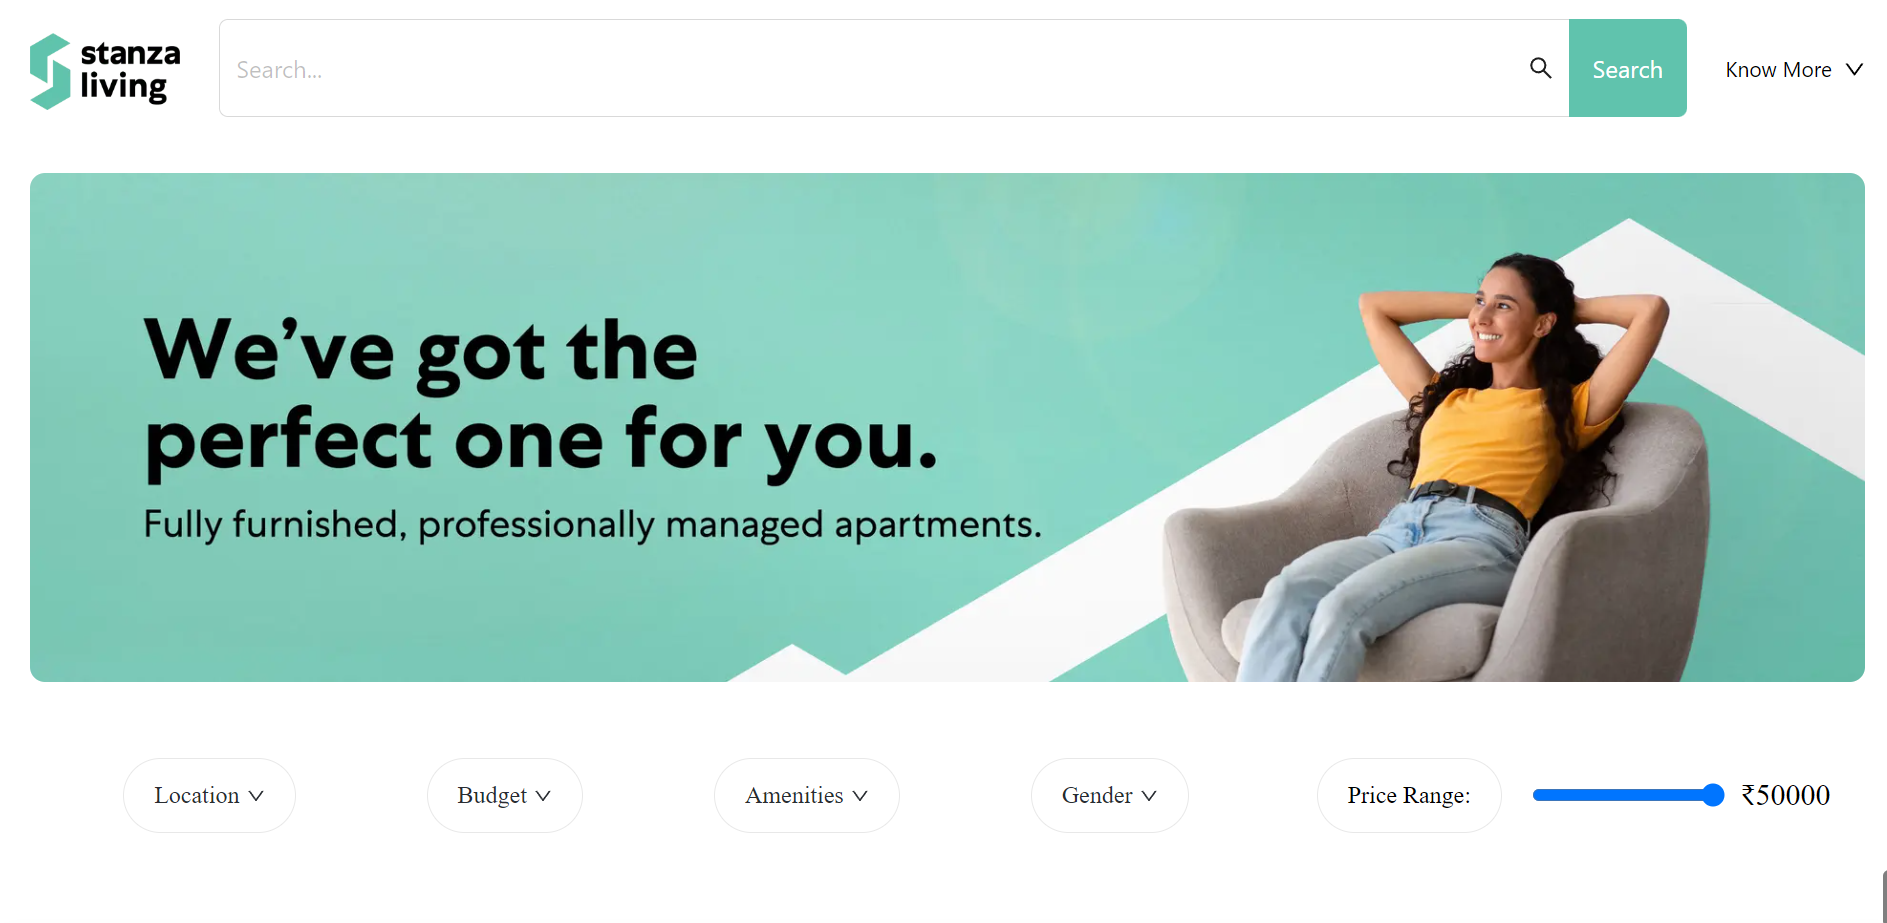 stanza
living
Search...
Search
Know More
We’ve got the
perfect one for you.
Fully furnished, professionally managed apartments.
Location
Budget
Amenities
Gender
Price Range:
₹50000